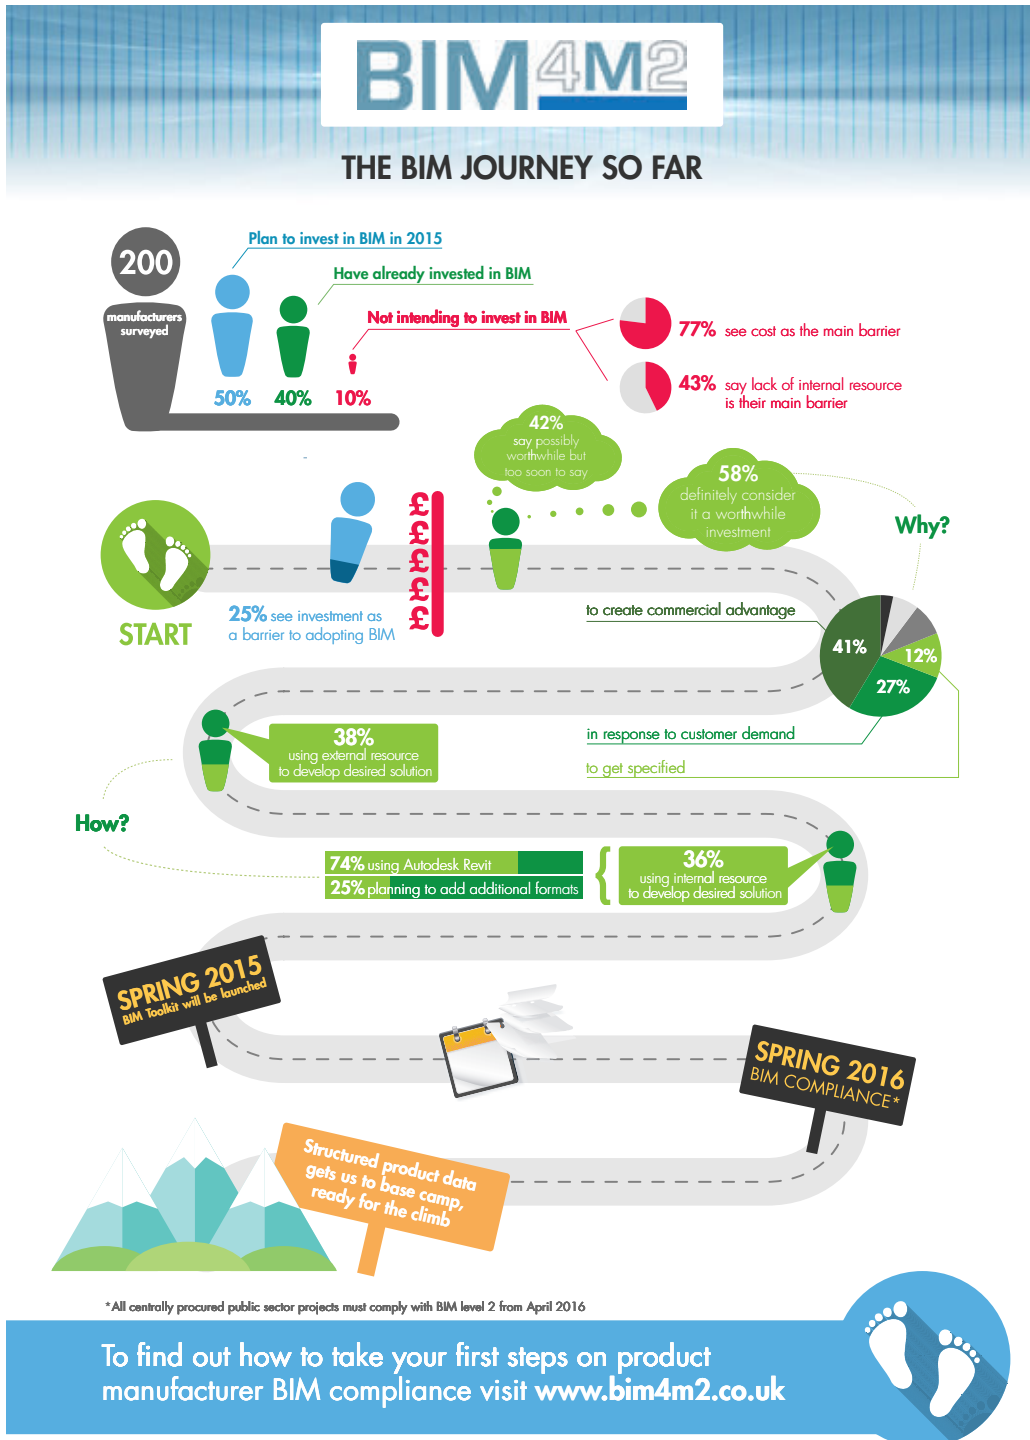 BIM4M2
THE BIM JOURNEY SO FAR
200
manufacturers
surveyed
Plan to invest in BIM in 2015
Have already invested in BIM
Not intending to invest in BIM
50%
40%
10%
77% see cost as the main barrier
43% say lack of internal resource
is their main barrier
42%
say possibly
worthwhile but
too soon to say
58%
definitely consider
it a worthwhile
investment
Why?
START
£
£
£
£
£
25% see investment as
a barrier to adopting BIM
to create commercial advantage
41%
12%
27%
in response to customer demand
to get specified
38%
using external resource
to develop desired solution
How?
74% using Autodesk Revit
25% planning to add additional formats
36%
using internal resource
to develop desired solution
SPRING 2015
BIM Toolkit will be launched
SPRING 2016
BIM COMPLIANCE*
Structured product data
gets us to base camp,
ready for the climb
*All centrally procured public sector projects must comply with BIM level 2 from April 2016
To find out how to take your first steps on product
manufacturer BIM compliance visit www.bim4m2.co.uk